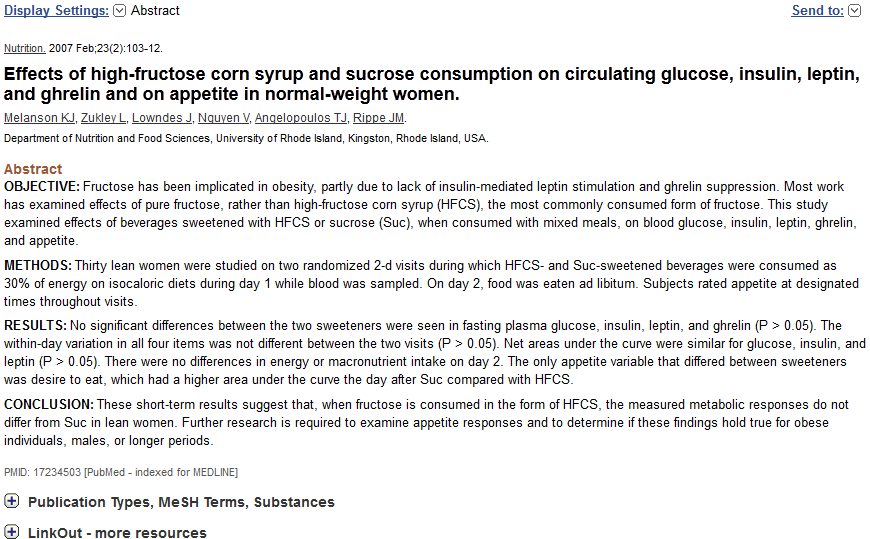 Display Settings: Abstract Send to:
Nutrition. 2007 Feb;23(2):103-12.
Effects of high-fructose corn syrup and sucrose consumption on circulating glucose, insulin, leptin,
and ghrelin and on appetite in normal-weight women.
Melanson KJ, Zukley L, Lowndes J, Nguyen V, Angelopoulos TJ, Rippe JM.
Department of Nutrition and Food Sciences, University of Rhode Island, Kingston, Rhode Island, USA.
Abstract
OBJECTIVE: Fructose has been implicated in obesity, partly due to lack of insulin-mediated leptin stimulation and ghrelin suppression. Most work
has examined effects of pure fructose, rather than high-fructose corn syrup (HFCS), the most commonly consumed form of fructose. This study
examined effects of beverages sweetened with HFCS or sucrose (Suc), when consumed with mixed meals, on blood glucose, insulin, leptin, ghrelin,
and appetite.
METHODS: Thirty lean women were studied on two randomized 2-d visits during which HFCS- and Suc-sweetened beverages were consumed as
30% of energy on isocaloric diets during day 1 while blood was sampled. On day 2, food was eaten ad libitum. Subjects rated appetite at designated
times throughout visits.
RESULTS: No significant differences between the two sweeteners were seen in fasting plasma glucose, insulin, leptin, and ghrelin (P > 0.05). The
within-day variation in all four items was not different between the two visits (P > 0.05). Net areas under the curve were similar for glucose, insulin, and
leptin (P > 0.05). There were no differences in energy or macronutrient intake on day 2. The only appetite variable that differed between sweeteners
was desire to eat, which had a higher area under the curve the day after Suc compared with HFCS.
CONCLUSION: These short-term results suggest that, when fructose is consumed in the form of HFCS, the measured metabolic responses do not
differ from Suc in lean women. Further research is required to examine appetite responses and to determine if these findings hold true for obese
individuals, males, or longer periods.
PMID: 17234503 [PubMed - indexed for MEDLINE]
Publication Types, MeSH Terms, Substances
LinkOut - more resources